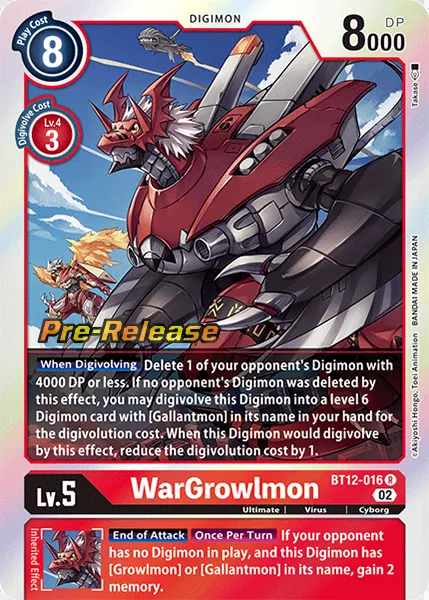 DIGIMON
Play Cost
8
DP
8000
Digivolve Cost
Lv.4
3
Takase
©Akiyoshi Hongo, Toei Animation BANDAI MADE IN JAPAN
Pre-Release
When Digivolving Delete 1 of your opponent's Digimon with
4000 DP or less. If no opponent's Digimon was deleted by
this effect, you may digivolve this Digimon into a level 6
Digimon card with [Gallantmon] in its name in your hand for
the digivolution cost. When this Digimon would digivolve
by this effect, reduce the digivolution cost by 1.
Lv.5
WarGrowlmon
BT12-016 R
02
Ultimate | Virus | Cyborg
Inherited Effect
End of Attack Once Per Turn If your opponent
has no Digimon in play, and this Digimon has
[Growlmon] or [Gallantmon] in its name, gain 2
memory.